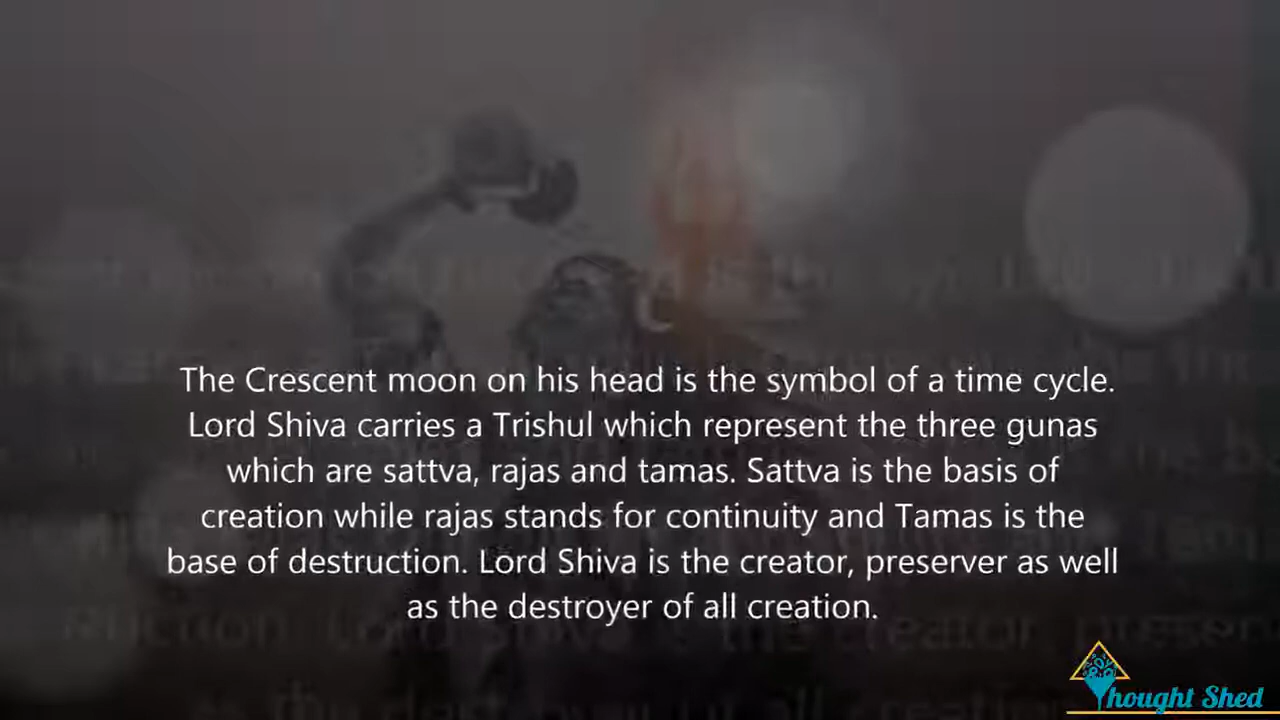 The Crescent moon on his head is the symbol of a time cycle.
Lord Shiva carries a Trishul which represent the three gunas
which are sattva, rajas and tamas. Sattva is the basis of
creation while rajas stands for continuity and Tamas is the
base of destruction. Lord Shiva is the creator, preserver as well
as the destroyer of all creation.
Thought Shed